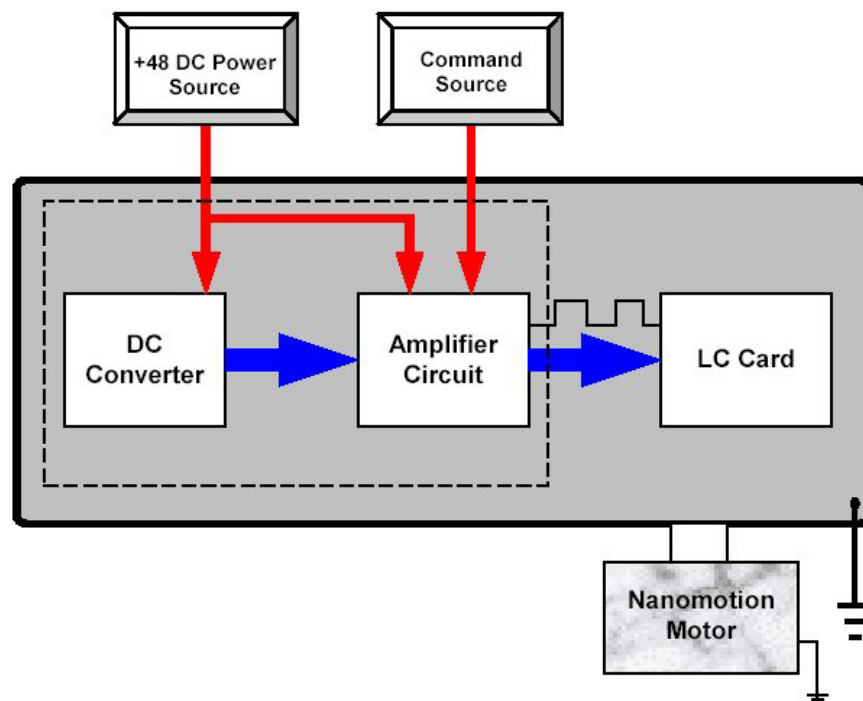 +48 DC Power
Source
Command
Source
DC
Converter
Amplifier
Circuit
LC Card
Nanomotion
Motor